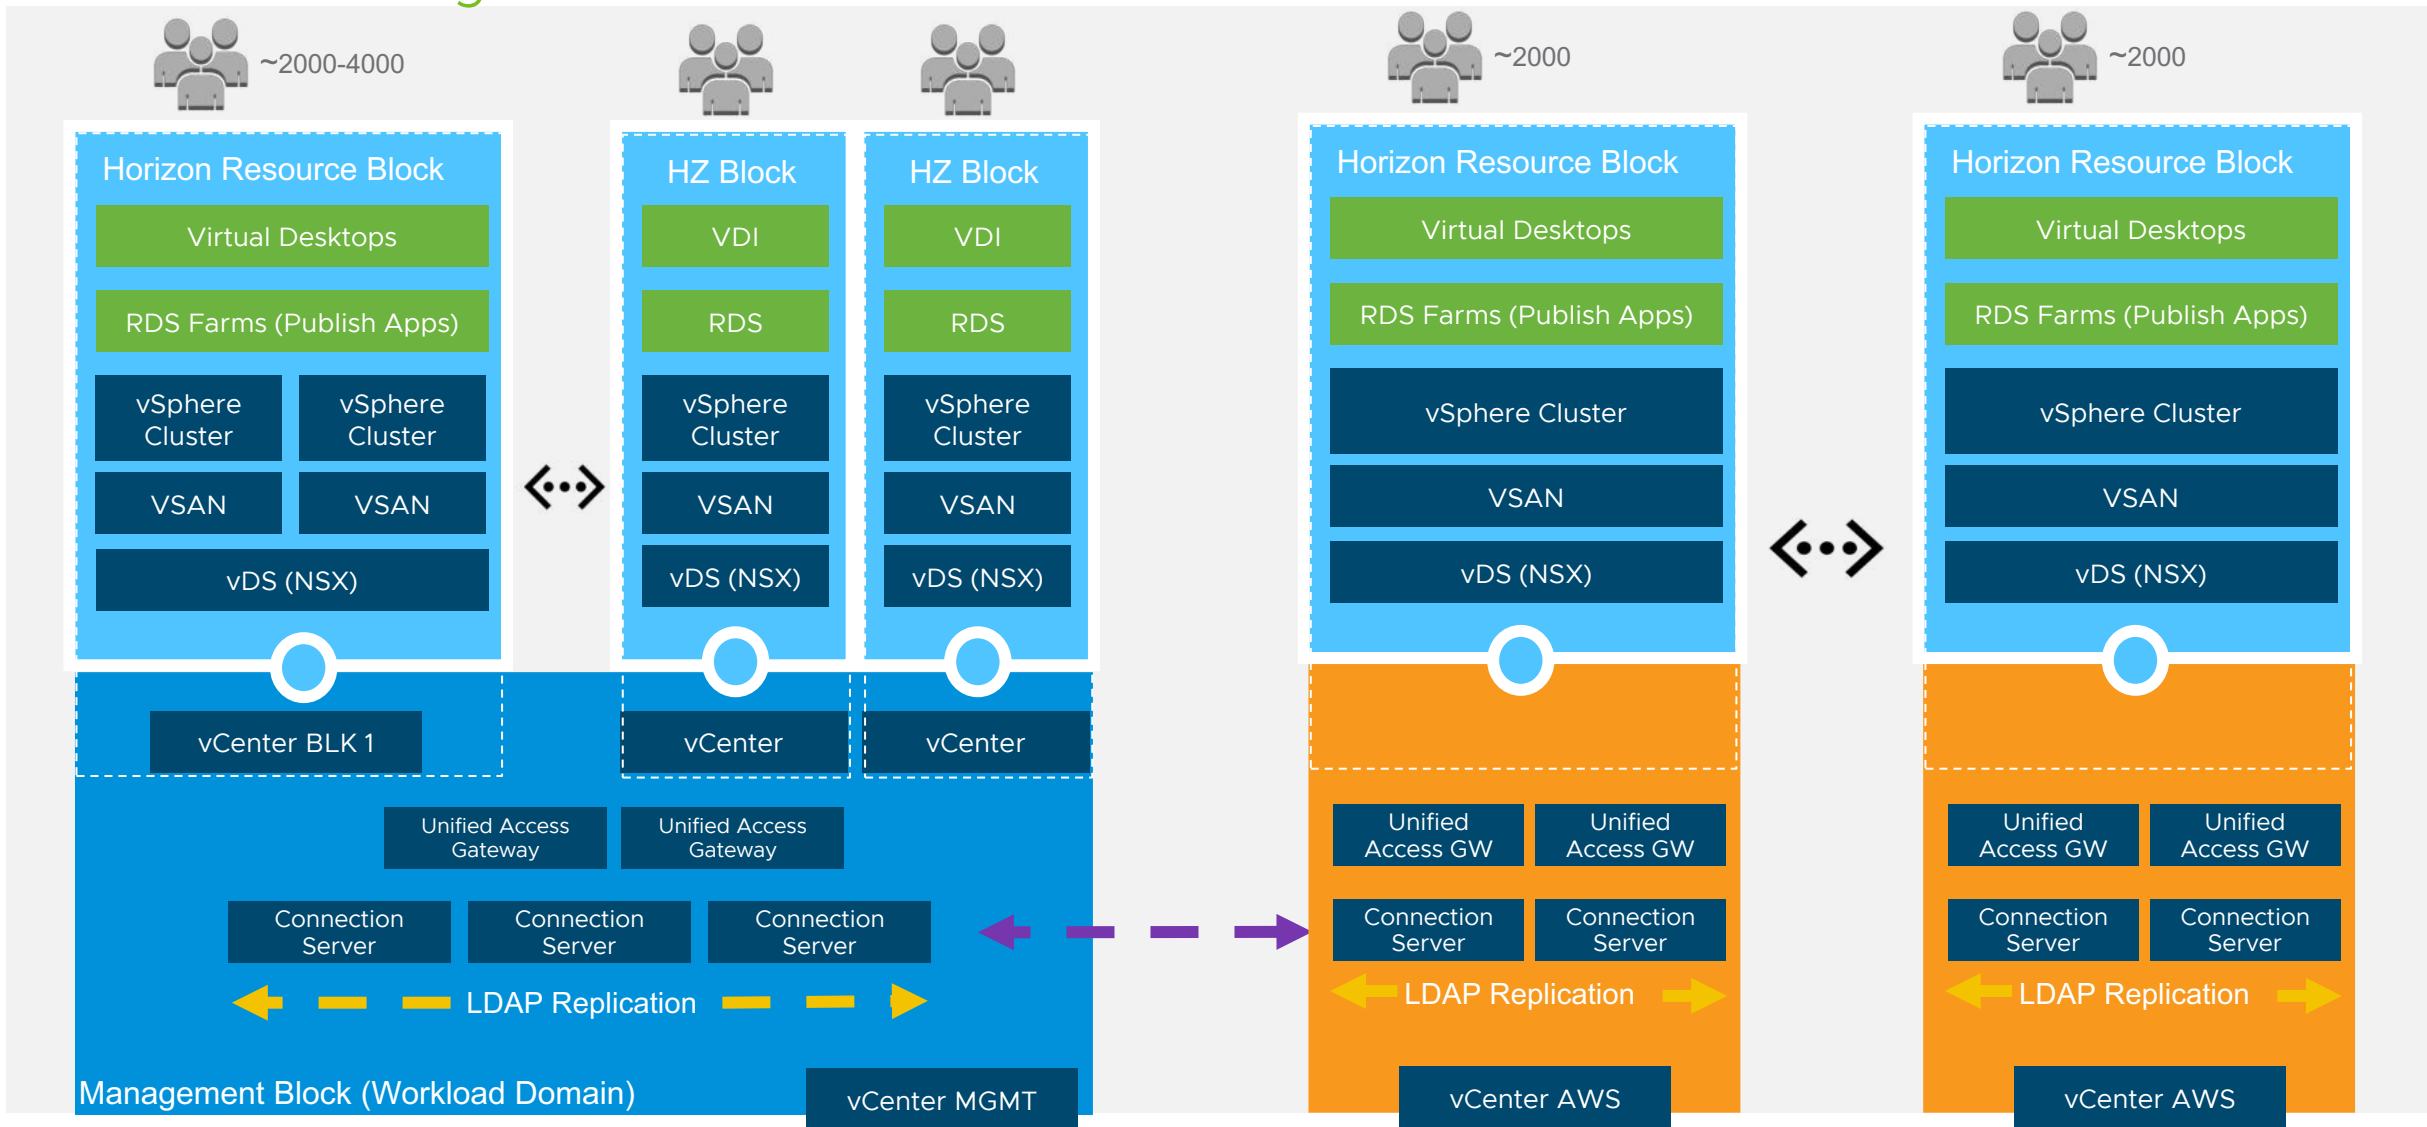 ~2000-4000
~2000
~2000
Horizon Resource Block
Virtual Desktops
RDS Farms (Publish Apps)
vSphere
Cluster
vSphere
Cluster
VSAN
VSAN
vDS (NSX)
HZ Block
VDI
RDS
vSphere
Cluster
VSAN
vDS (NSX)
HZ Block
VDI
RDS
vSphere
Cluster
VSAN
vDS (NSX)
vCenter BLK 1
vCenter
vCenter
Unified Access
Gateway
Unified Access
Gateway
Connection
Server
Connection
Server
Connection
Server
LDAP Replication
Management Block (Workload Domain)
vCenter MGMT
Horizon Resource Block
Virtual Desktops
RDS Farms (Publish Apps)
vSphere Cluster
VSAN
vDS (NSX)
Unified
Access GW
Unified
Access GW
Connection
Server
Connection
Server
LDAP Replication
vCenter AWS
Horizon Resource Block
Virtual Desktops
RDS Farms (Publish Apps)
vSphere Cluster
VSAN
vDS (NSX)
Unified
Access GW
Unified
Access GW
Connection
Server
Connection
Server
LDAP Replication
vCenter AWS